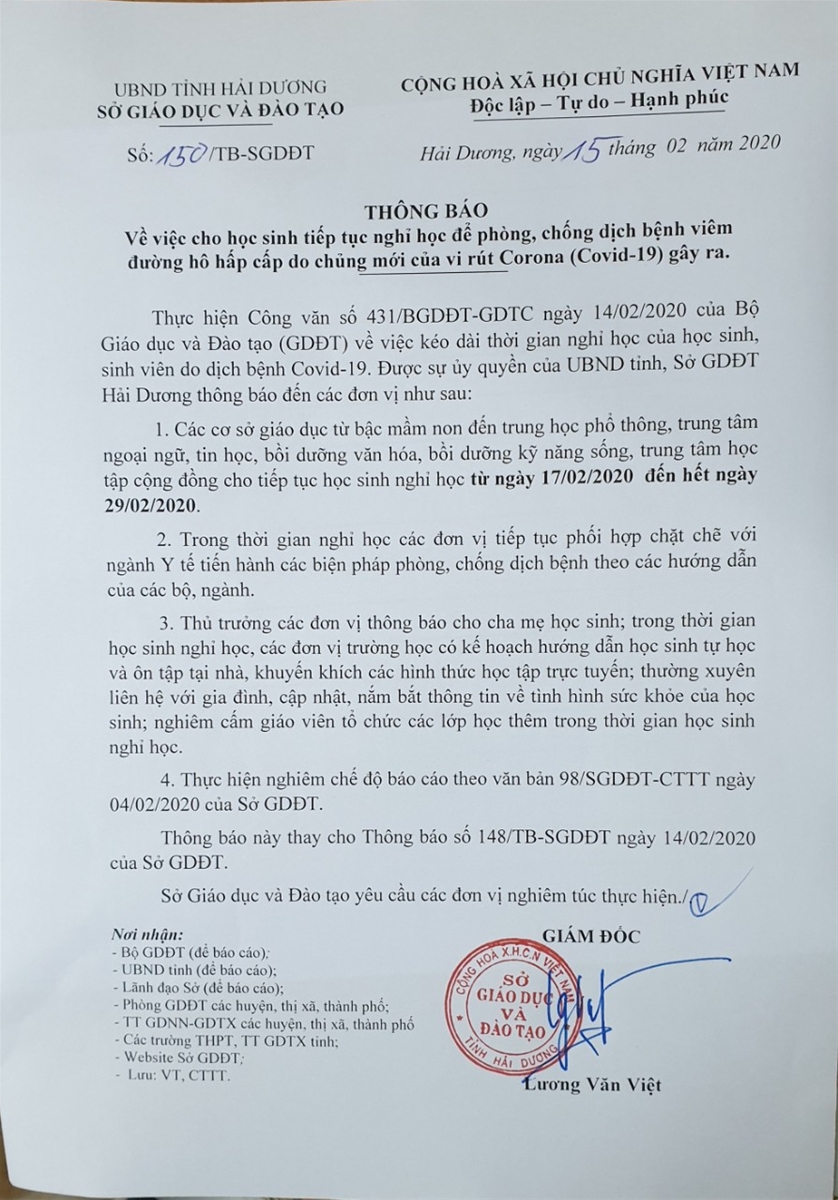 UBND TỈNH HẢI DƯƠNG
SỞ GIÁO DỤC VÀ ĐÀO TẠO
CỘNG HOÀ XÃ HỘI CHỦ NGHĨA VIỆT NAM
Độc lập – Tự do – Hạnh phúc
Số: 150/TB-SGDĐT
Hải Dương, ngày 15 tháng 02 năm 2020
THÔNG BÁO
Về việc cho học sinh tiếp tục nghỉ học để phòng, chống dịch bệnh viêm
đường hô hấp cấp do chủng mới của vi rút Corona (Covid-19) gây ra.
Thực hiện Công văn số 431/BGDĐT-GDTC ngày 14/02/2020 của Bộ
Giáo dục và Đào tạo (GDĐT) về việc kéo dài thời gian nghỉ học của học sinh,
sinh viên do dịch bệnh Covid-19. Được sự ủy quyền của UBND tỉnh, Sở GDĐT
Hải Dương thông báo đến các đơn vị như sau:
1. Các cơ sở giáo dục từ bậc mầm non đến trung học phổ thông, trung tâm
ngoại ngữ, tin học, bồi dưỡng văn hóa, bồi dưỡng kỹ năng sống, trung tâm học
tập cộng đồng cho tiếp tục học sinh nghỉ học từ ngày 17/02/2020 đến hết ngày
29/02/2020.
2. Trong thời gian nghỉ học các đơn vị tiếp tục phối hợp chặt chẽ với
ngành Y tế tiến hành các biện pháp phòng, chống dịch bệnh theo các hướng dẫn
của các bộ, ngành.
3. Thủ trưởng các đơn vị thông báo cho cha mẹ học sinh; trong thời gian
học sinh nghỉ học, các đơn vị trường học có kế hoạch hướng dẫn học sinh tự học
và ôn tập tại nhà, khuyến khích các hình thức học tập trực tuyến; thường xuyên
liên hệ với gia đình, cập nhật, nắm bắt thông tin về tình hình sức khỏe của học
sinh; nghiêm cấm giáo viên tổ chức các lớp học thêm trong thời gian học sinh
nghỉ học.
4. Thực hiện nghiêm chế độ báo cáo theo văn bản 98/SGDĐT-CTTT ngày
04/02/2020 của Sở GDĐT.
Thông báo này thay cho Thông báo số 148/TB-SGDĐT ngày 14/02/2020
của Sở GDĐT.
Sở Giáo dục và Đào tạo yêu cầu các đơn vị nghiêm túc thực hiện./.
Nơi nhận:
- Bộ GDĐT (để báo cáo);
- UBND tỉnh (để báo cáo);
- Lãnh đạo Sở (để báo cáo);
- Phòng GDĐT các huyện, thị xã, thành phố;
- TT GDNN-GDTX các huyện, thị xã, thành phố
- Các trường THPT, TT GDTX tỉnh;
- Website Sở GDĐT;
- Lưu: VT, CTTT.
GIÁM ĐỐC
CỘNG HOÀ X.H.C.N VIỆT NAM
SỞ
GIÁO DỤC
VÀ
ĐÀO TẠO
TỈNH HẢI DƯƠNG
Lương Văn Việt